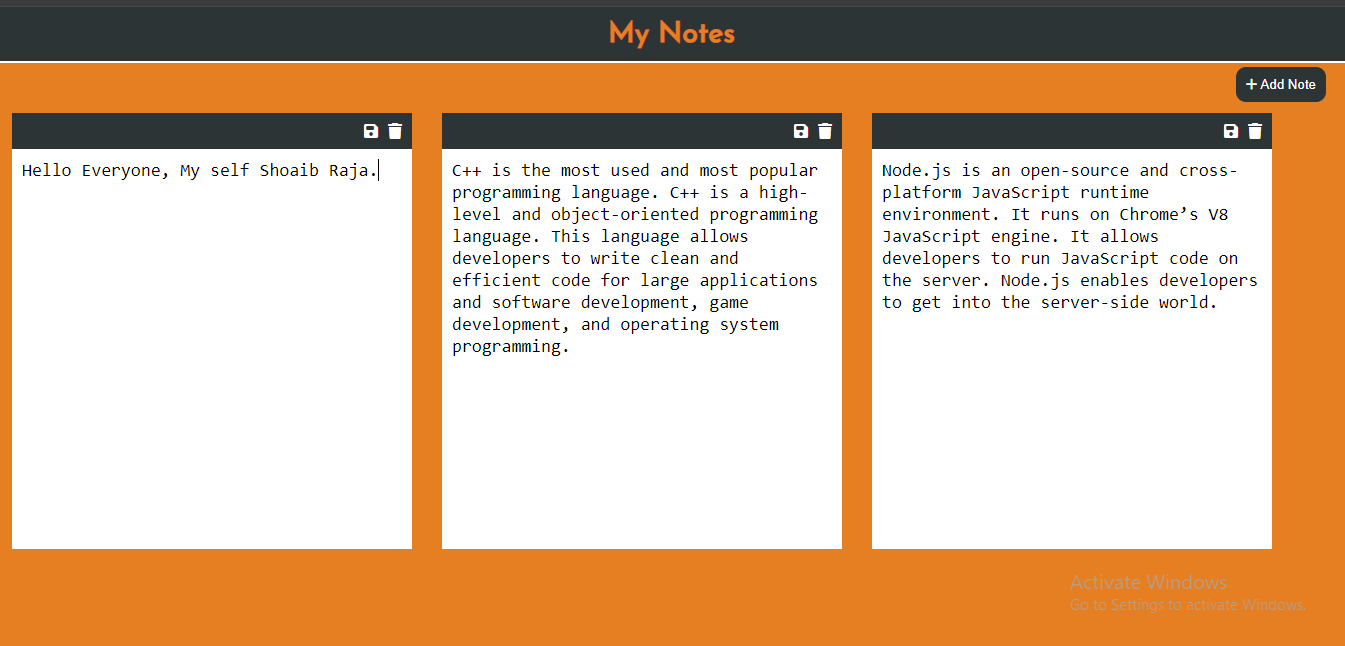 My Notes
+ Add Note
Hello Everyone, My self Shoaib Raja.
C++ is the most used and most popular
programming language. C++ is a high-
level and object-oriented programming
language. This language allows
developers to write clean and
efficient code for large applications
and software development, game
development, and operating system
programming.
Node.js is an open-source and cross-
platform JavaScript runtime
environment. It runs on Chrome’s V8
JavaScript engine. It allows
developers to run JavaScript code on
the server. Node.js enables developers
to get into the server-side world.
Activate Windows
Go to Settings to activate Windows.